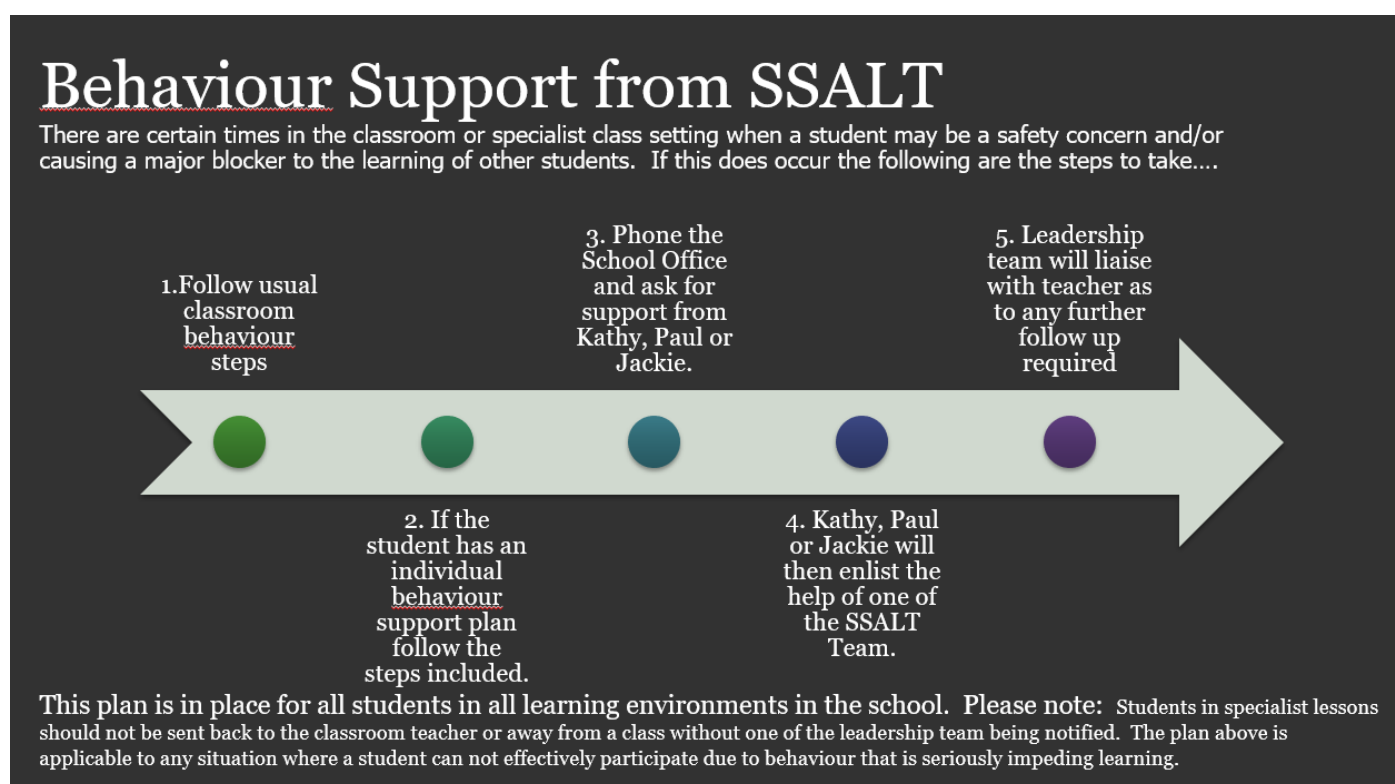 Behaviour Support from SSALT
There are certain times in the classroom or specialist class setting when a student may be a safety concern and/or
causing a major blocker to the learning of other students.  If this does occur the following are the steps to take….
1.Follow usual
classroom
behaviour
steps
2. If the
student has an
individual
behaviour
support plan
follow the
steps included.
3. Phone the
School Office
and ask for
support from
Kathy, Paul or
Jackie.
4. Kathy, Paul
or Jackie will
then enlist the
help of one of
the SSALT
Team.
5. Leadership
team will liaise
with teacher as
to any further
follow up
required
This plan is in place for all students in all learning environments in the school.  Please note:  Students in specialist lessons
should not be sent back to the classroom teacher or away from a class without one of the leadership team being notified.  The plan above is
applicable to any situation where a student can not effectively participate due to behaviour that is seriously impeding learning.